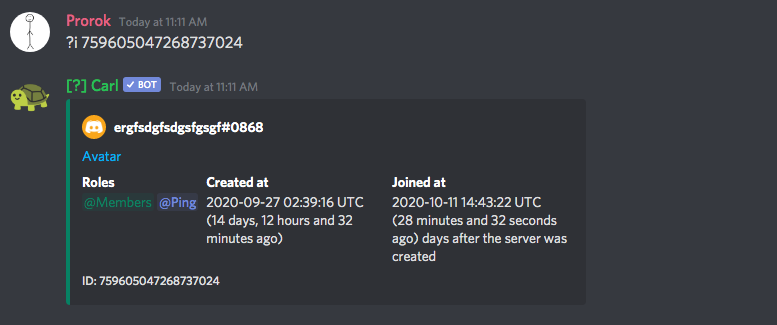 Prorok Today at 11:11 AM
?i 759605047268737024
[?] Carl BOT Today at 11:11 AM
ergfsdgfsdgsfgsgf#0868
Avatar
Roles Created at Joined at
@Members @Ping 2020-09-27 02:39:16 UTC 2020-10-11 14:43:22 UTC
(14 days, 12 hours and 32 (28 minutes and 32 seconds
minutes ago) ago) days after the server was
created
ID: 759605047268737024